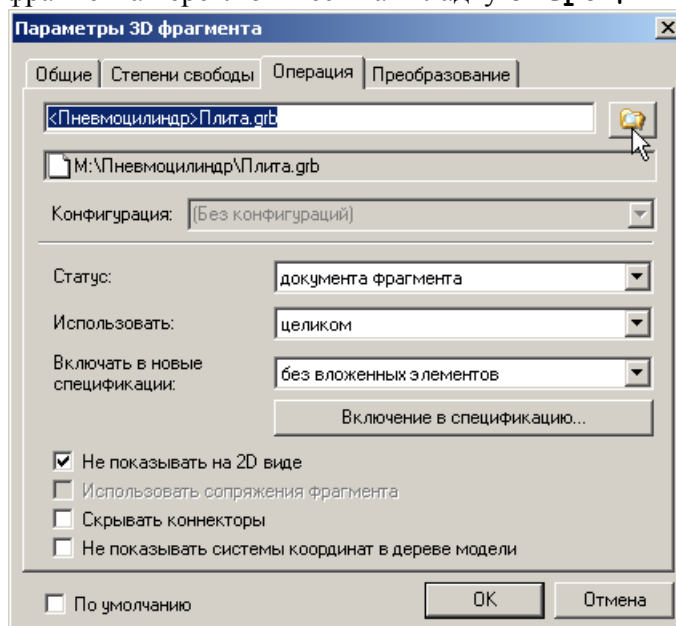 Параметры 3D фрагмента
Общие Степени свободы Операция Преобразование
<Пневмоцилиндр>Плита.grb
M:\Пневмоцилиндр\Плита.grb
Конфигурация: (Без конфигураций)
Статус: документа фрагмента
Использовать: целиком
Включать в новые
спецификации: без вложенных элементов
Включение в спецификацию...
Не показывать на 2D виде
Использовать сопряжения фрагмента
Скрывать коннекторы
Не показывать системы координат в дереве модели
По умолчанию OK Отмена